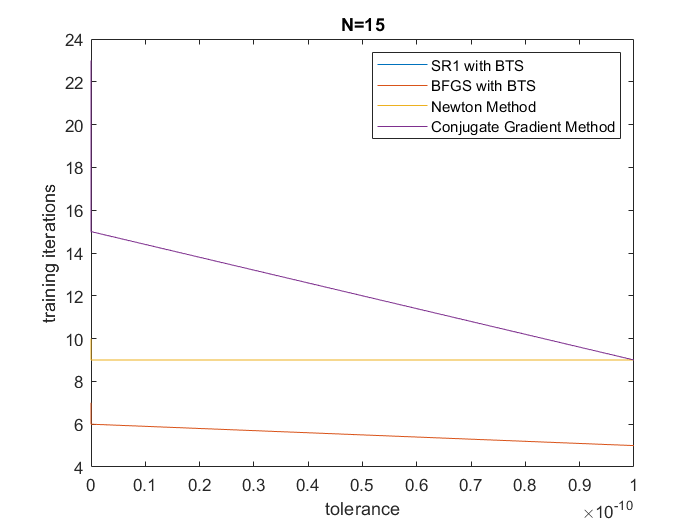 N=15
24
22
20
18
16
14
12
10
8
6
4
training iterions
SR1 with BTS
BFGS with BTS
Newton Method
Conjugate Gradient Method
0 0.1 0.2 0.3 0.4 0.5 0.6 0.7 0.8 0.9 1
tolerance
×10^-10